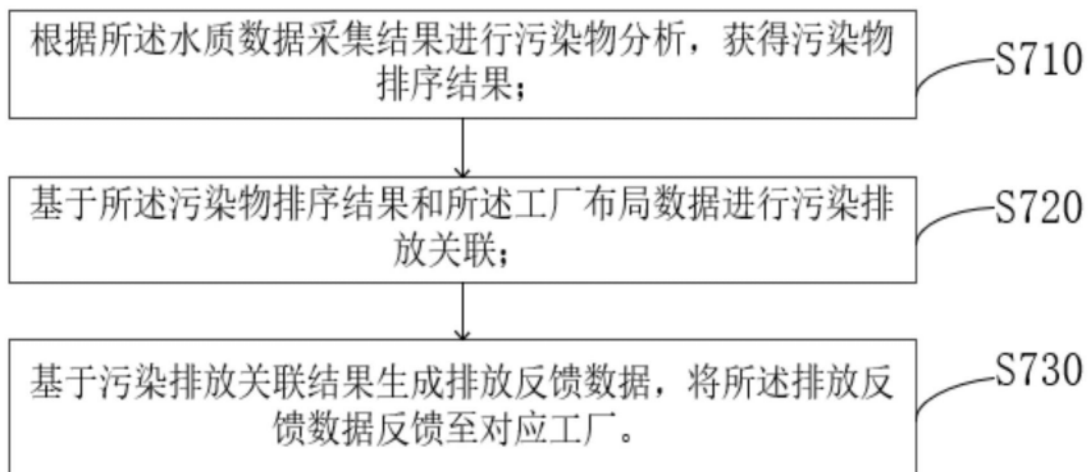 根据所述水质数据采集结果进行污染物分析，获得污染物
排序结果；
S710
基于所述污染物排序结果和所述工厂布局数据进行污染排
放关联；
S720
基于污染排放关联结果生成排放反馈数据，将所述排放反
馈数据反馈至对应工厂。
S730